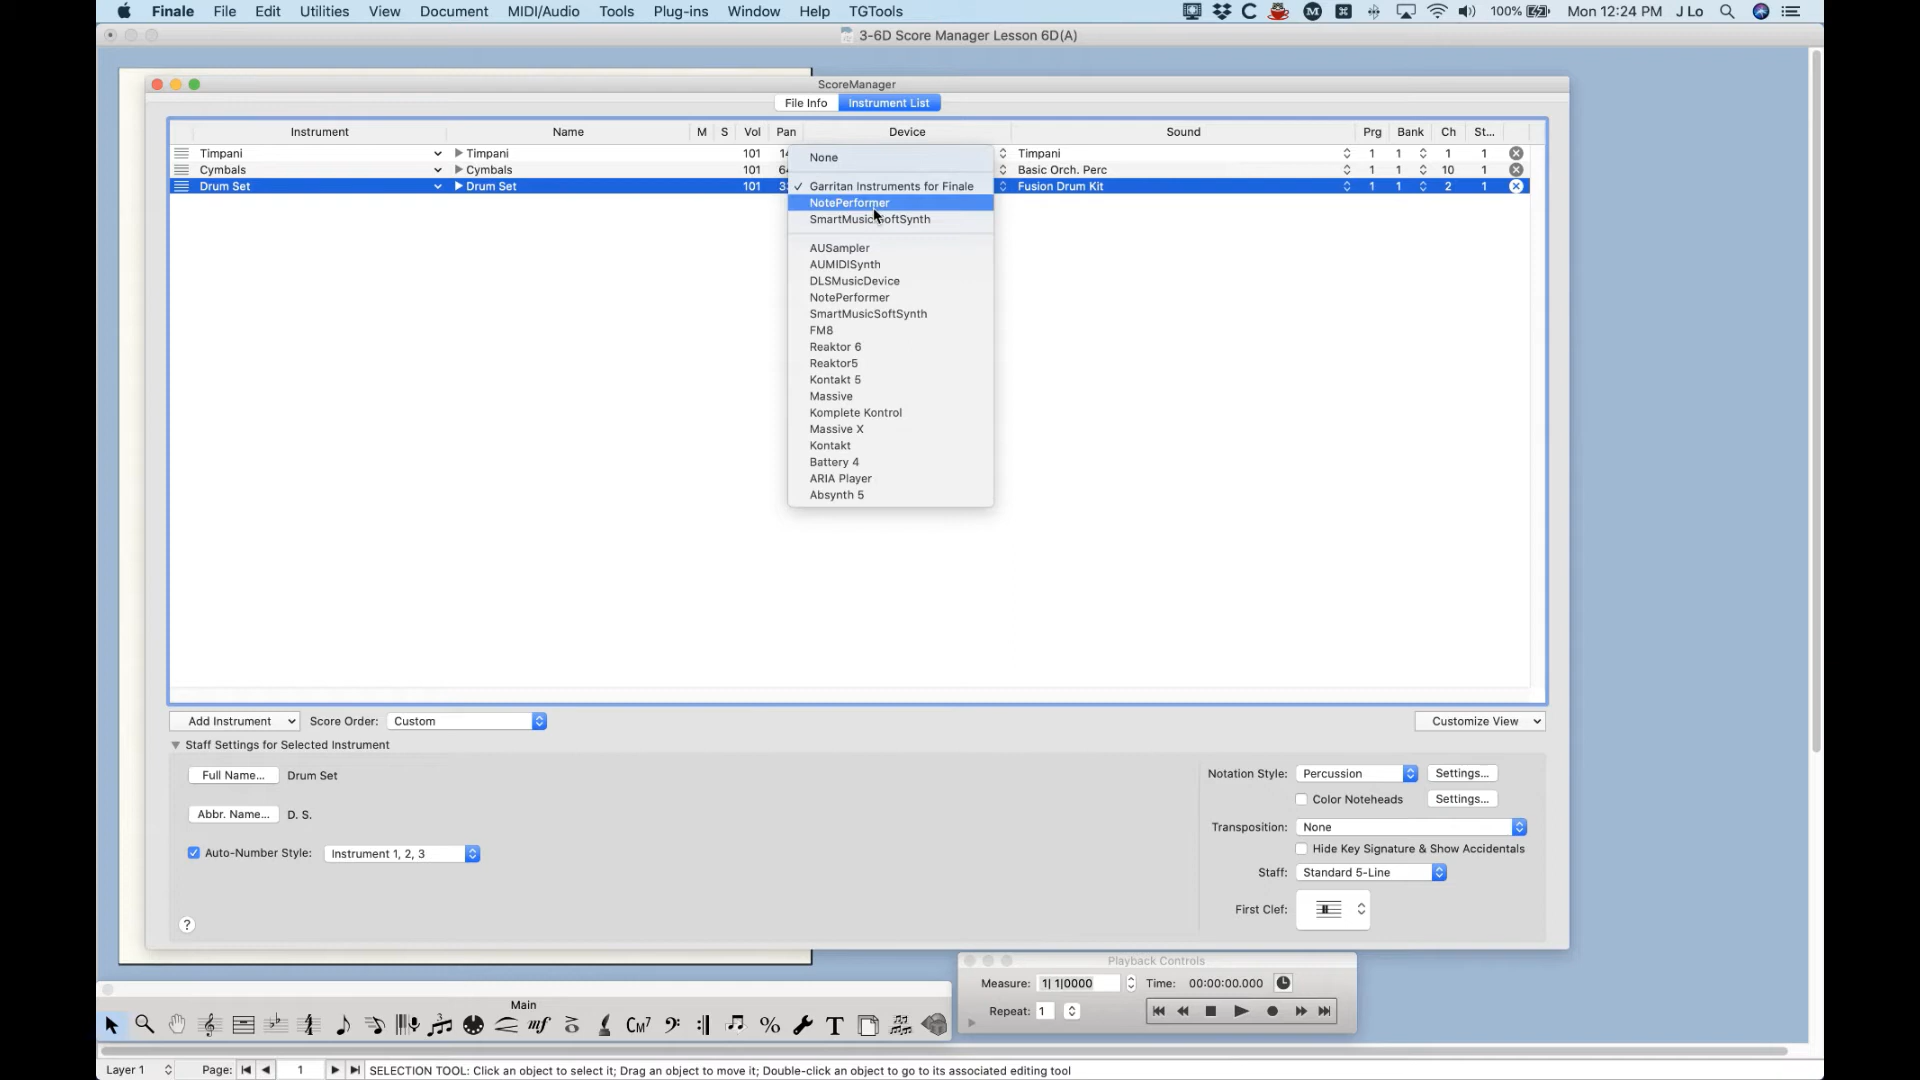 Finale File Edit Utilities View Document MIDI/Audio Tools Plug-ins Window Help TGTools 100% Mon 12:24 PM J Lo
3-6D Score Manager Lesson 6D(A)
ScoreManager
File Info Instrument List
Instrument Name M S Vol Pan Device Sound Prg Bank Ch St...
Timpani Timpani 101 Timpani 1 1 1 1
Cymbals Cymbals 101 Basic Orch. Perc 1 1 10 1
Drum Set Drum Set 101 Fusion Drum Kit 1 1 2 1
None
✓ Garritan Instruments for Finale
NotePerformer
SmartMusicSoftSynth
AUSampler
AUMIDISynth
DLSMusicDevice
NotePerformer
SmartMusicSoftSynth
FM8
Reaktor 6
Reaktor5
Kontakt 5
Massive
Komplete Kontrol
Massive X
Kontakt
Battery 4
ARIA Player
Absynth 5
Add Instrument Score Order: Custom Customize View
Staff Settings for Selected Instrument
Full Name... Drum Set
Abbr. Name... D. S.
Auto-Number Style: Instrument 1, 2, 3
?
Notation Style: Percussion Settings...
Color Noteheads Settings...
Transposition: None
Hide Key Signature & Show Accidentals
Staff: Standard 5-Line
First Clef:
Playback Controls
Measure: 1| 1|0000 Time: 00:00:00.000
Repeat: 1
Main
mf CM7 % T
Layer 1 Page: 1 SELECTION TOOL: Click an object to select it; Drag an object to move it; Double-click an object to go to its associated editing tool